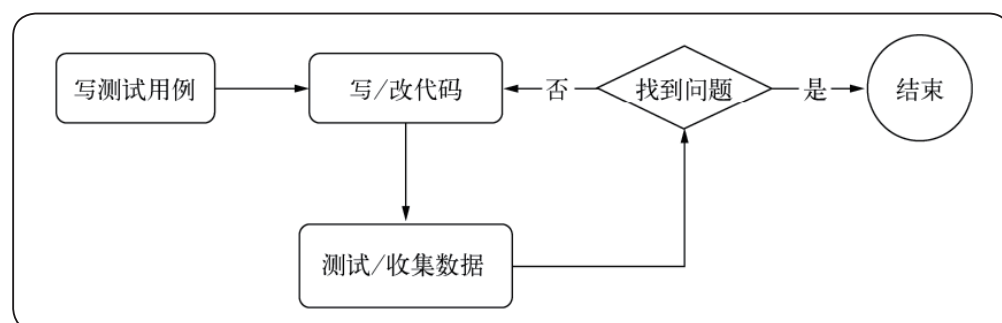 写测试用例
写/改代码
否
找到问题
是
结束
测试/收集数据